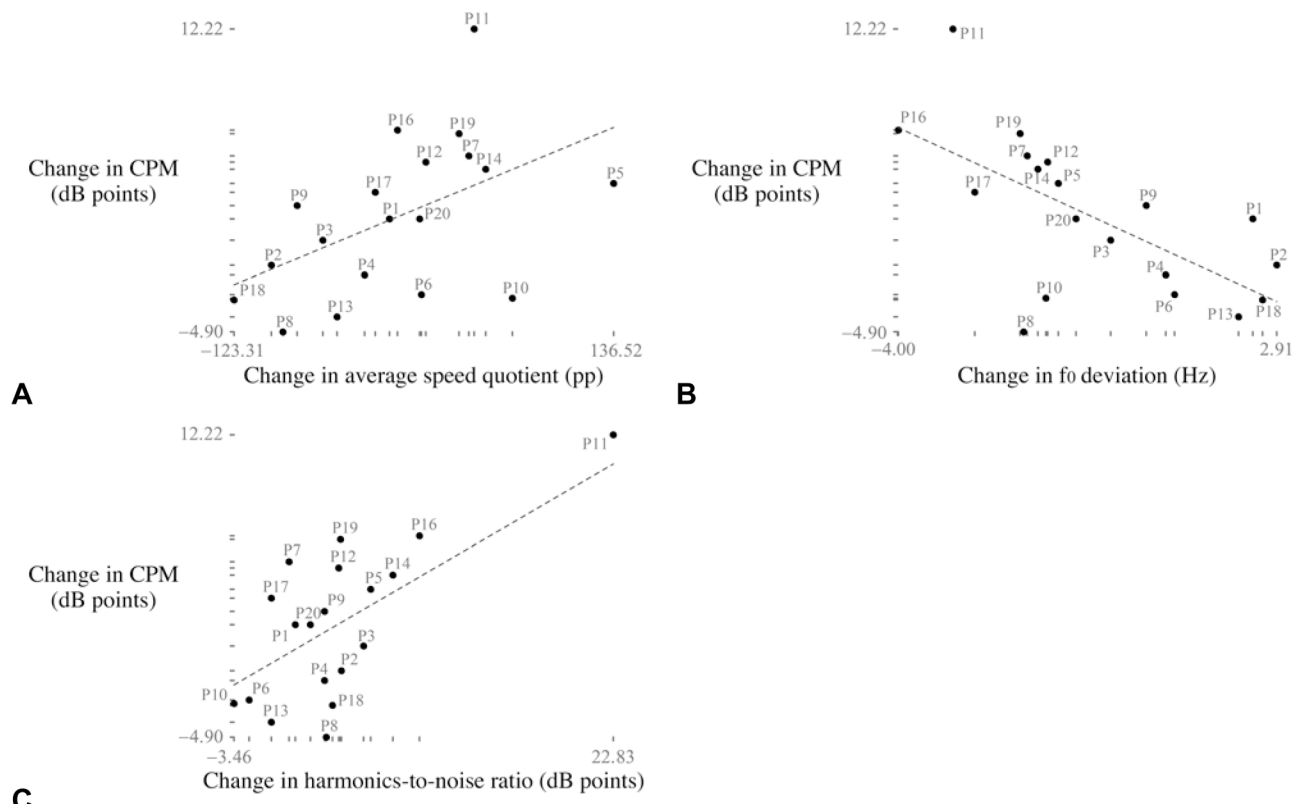 A
12.22
P11
P16
P19
P12
P7
P14
Change in CPM
(dB points)
P5
P17
P9
P1
P20
P3
P2
P4
P18
P6
P10
P13
P8
−4.90
−123.31
136.52
Change in average speed quotient (pp)
B
12.22
P11
P16
P19
P7
P12
Change in CPM
(dB points)
P14
P5
P17
P9
P1
P20
P3
P2
P4
P10
P6
P18
P13
P8
−4.90
−4.00
2.91
Change in f0 deviation (Hz)
12.22
P11
P16
P19
P7
P12
P14
Change in CPM
(dB points)
P5
P17
P9
P20
P1
P3
P2
P4
P10
P6
P18
P13
P8
−4.90
−3.46
22.83
Change in harmonics-to-noise ratio (dB points)
C